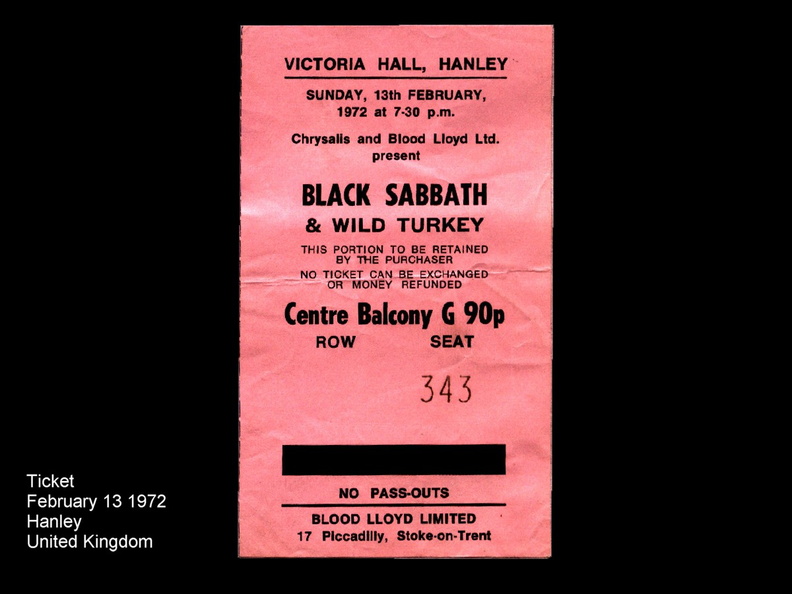 VICTORIA HALL, HANLEY
SUNDAY, 13th FEBRUARY,
1972 at 7-30 p.m.
Chrysalis and Blood Lloyd Ltd.
present
BLACK SABBATH
& WILD TURKEY
THIS PORTION TO BE RETAINED
BY THE PURCHASER
NO TICKET CAN BE EXCHANGED
OR MONEY REFUNDED
Centre Balcony G 90p
ROW SEAT
343
NO PASS-OUTS
BLOOD LLOYD LIMITED
17 Piccadilly, Stoke-on-Trent
Ticket
February 13 1972
Hanley
United Kingdom